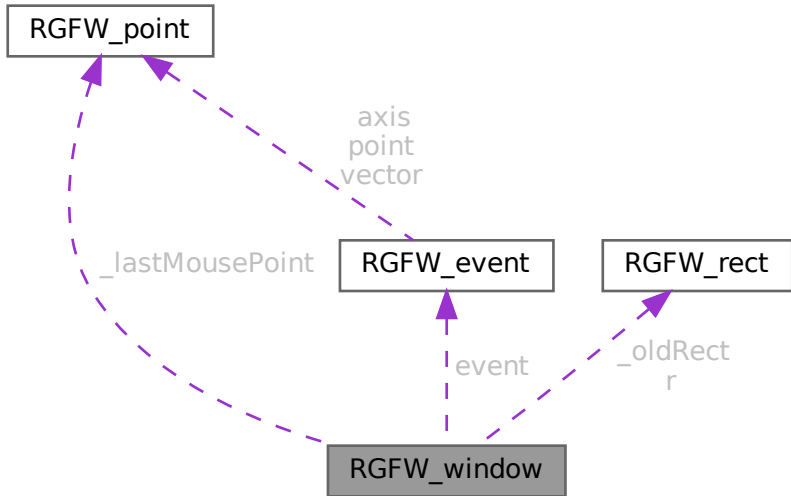 RGFW_point
axis
point
vector
_lastMousePoint
RGFW_event
RGFW_rect
event
_oldRect
r
RGFW_window